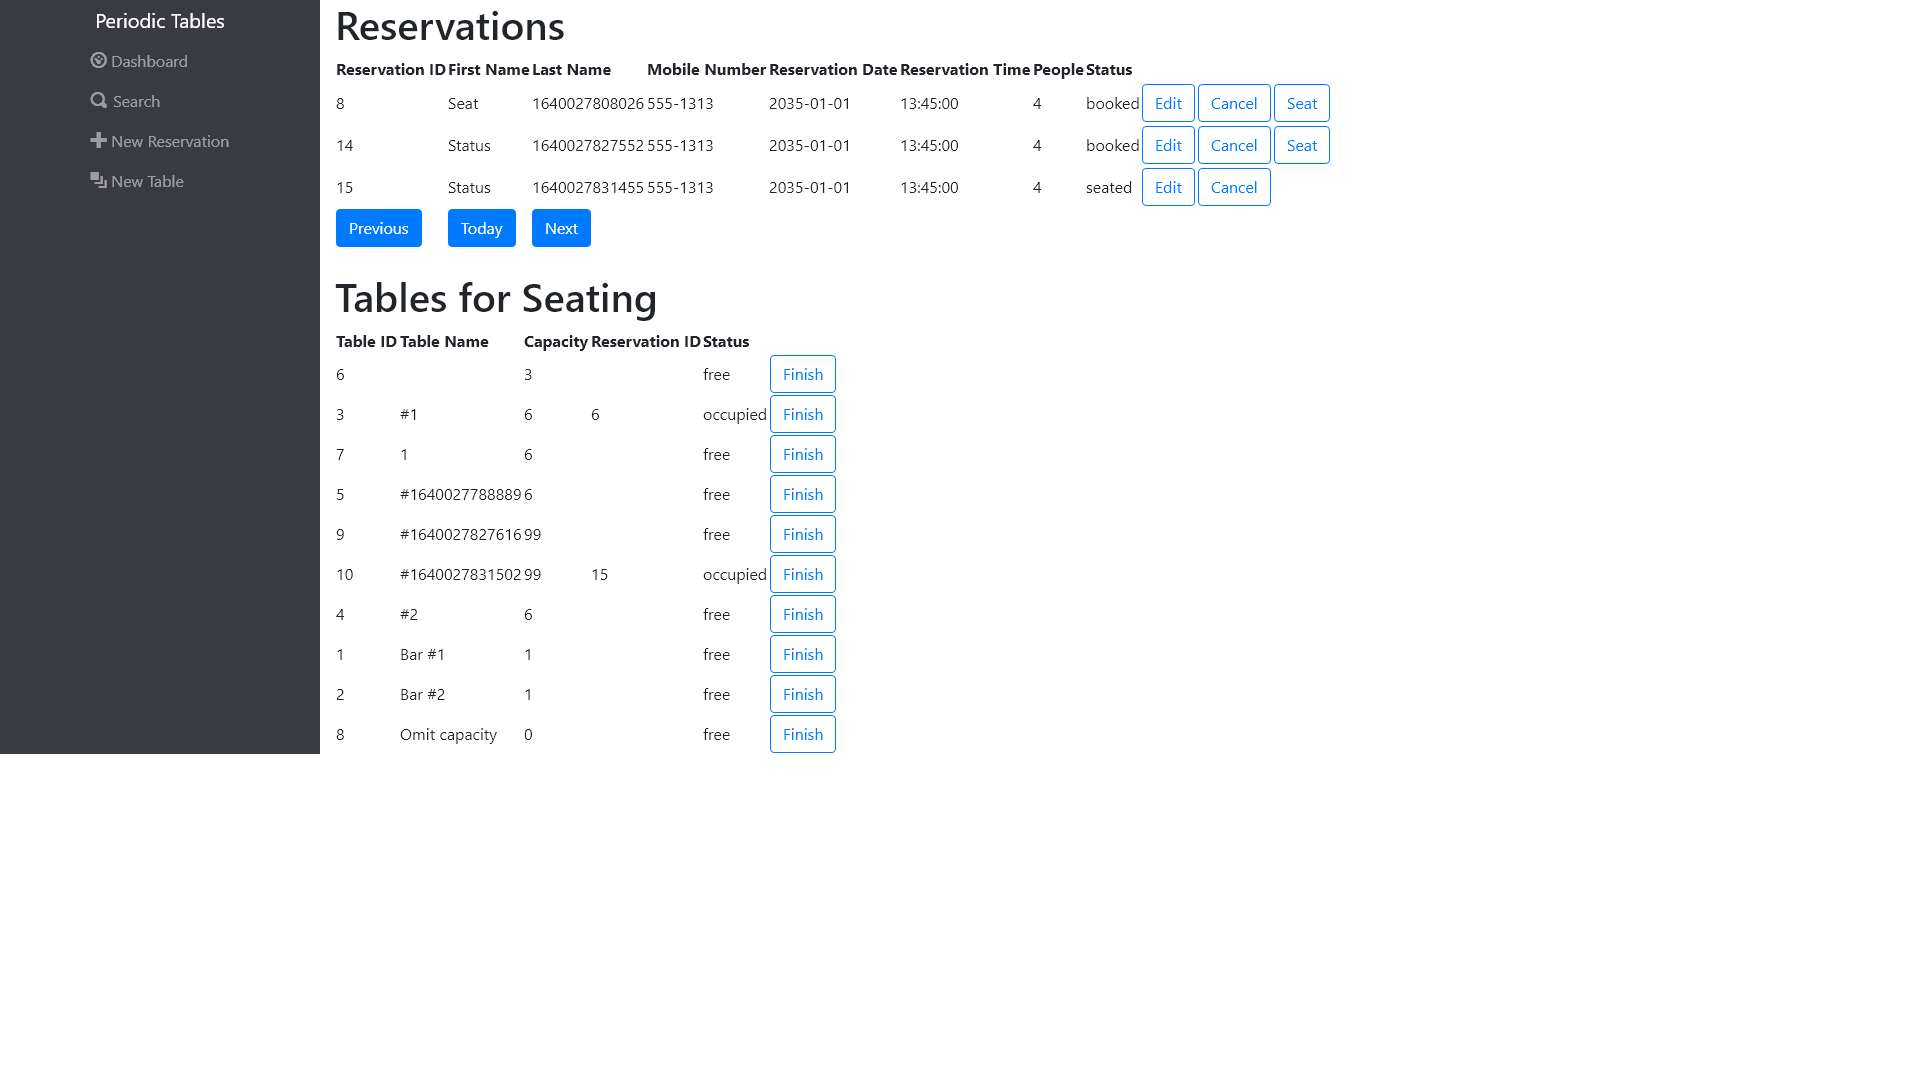 Periodic Tables
Dashboard
Search
New Reservation
New Table
Reservations
Reservation ID First Name Last Name Mobile Number Reservation Date Reservation Time People Status
8 Seat 1640027808026 555-1313 2035-01-01 13:45:00 4 booked Edit Cancel Seat
14 Status 1640027827552 555-1313 2035-01-01 13:45:00 4 booked Edit Cancel Seat
15 Status 1640027831455 555-1313 2035-01-01 13:45:00 4 seated Edit Cancel
Previous Today Next
Tables for Seating
Table ID Table Name Capacity Reservation ID Status
6 3 free Finish
3 #1 6 6 occupied Finish
7 1 6 free Finish
5 #1640027788889 6 free Finish
9 #1640027827616 99 free Finish
10 #1640027831502 99 15 occupied Finish
4 #2 6 free Finish
1 Bar #1 1 free Finish
2 Bar #2 1 free Finish
8 Omit capacity 0 free Finish